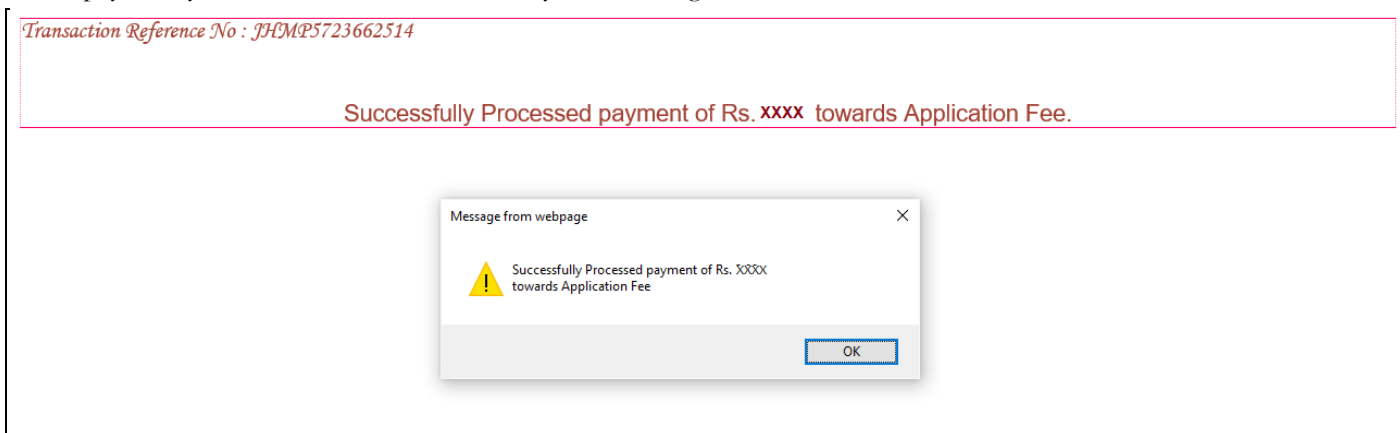 Transaction Reference No : JHMP5723662514
Successfully Processed payment of Rs. XXXX towards Application Fee.
Message from webpage
Successfully Processed payment of Rs. XXXX
towards Application Fee
OK